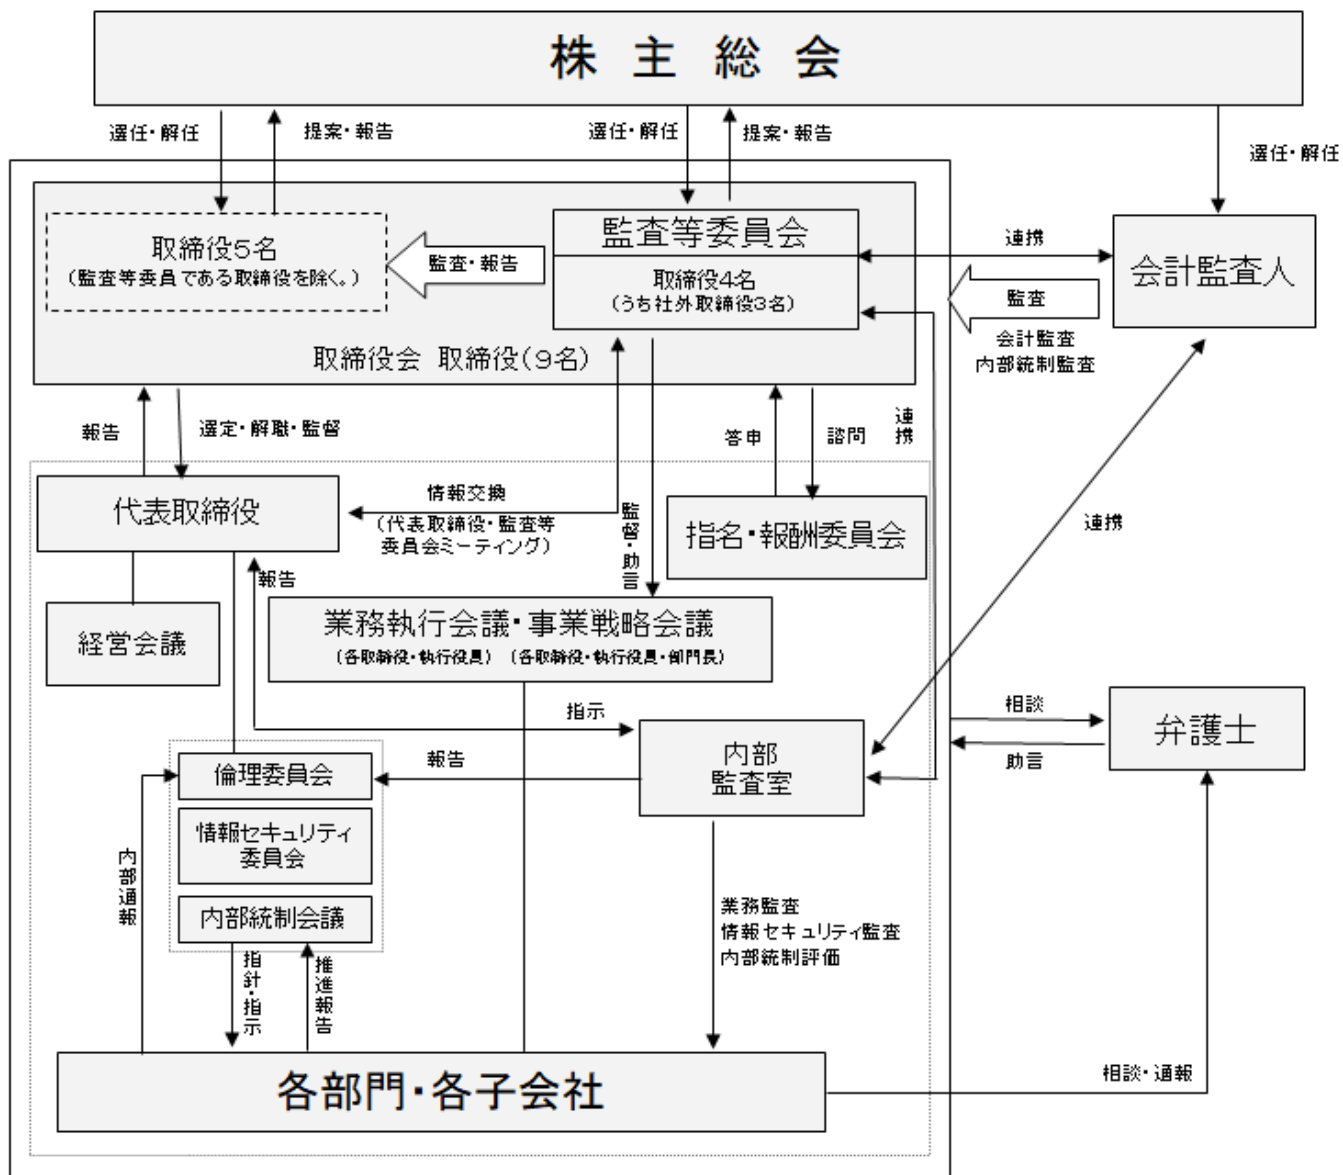 株主総会
選任・解任
提案・報告
選任・解任
提案・報告
選任・解任
取締役5名
(監査等委員である取締役を除く。)
監査・報告
監査等委員会
取締役4名
(うち社外取締役3名)
取締役会 取締役(9名)
連携
監査
会計監査
内部統制監査
会計監査人
報告
選定・解職・監督
答申
諮問
連携
代表取締役
情報交換
(代表取締役・監査等
委員会ミーティング)
監督・助言
指名・報酬委員会
連携
報告
経営会議
業務執行会議・事業戦略会議
(各取締役・執行役員) (各取締役・執行役員・部門長)
指示
内部
監査室
相談
助言
弁護士
報告
倫理委員会
情報セキュリティ
委員会
内部統制会議
内部通報
指針・指示
推進報告
業務監査
情報セキュリティ監査
内部統制評価
各部門・各子会社
相談・通報